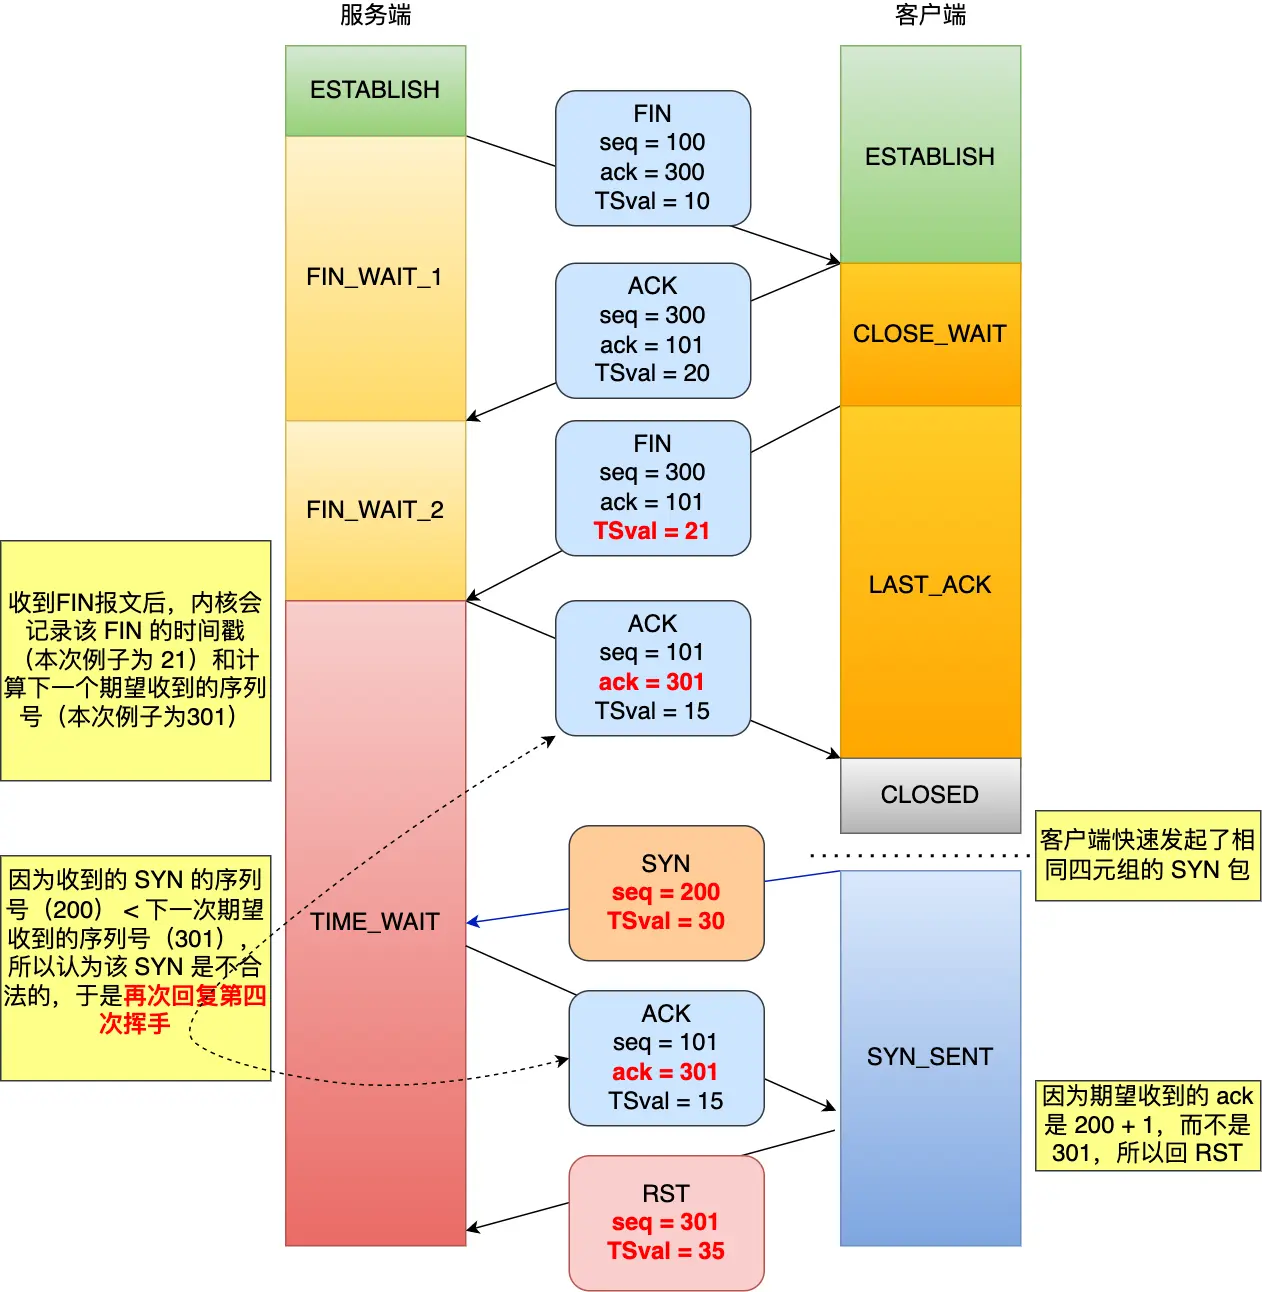 服务端
客户端
ESTABLISH
ESTABLISH
FIN
seq = 100
ack = 300
TSval = 10
FIN_WAIT_1
ACK
seq = 300
ack = 101
TSval = 20
CLOSE_WAIT
FIN
seq = 300
ack = 101
TSval = 21
FIN_WAIT_2
LAST_ACK
收到FIN报文后，内核会
记录该 FIN 的时间戳
（本次例子为 21）和计
算下一个期望收到的序列
号（本次例子为301）
ACK
seq = 101
ack = 301
TSval = 15
CLOSED
客户端快速发起了相
同四元组的 SYN 包
SYN
seq = 200
TSval = 30
TIME_WAIT
因为收到的 SYN 的序列
号（200） < 下一次期望
收到的序列号（301），
所以认为该 SYN 是不合
法的，于是再次回复第四
次挥手
ACK
seq = 101
ack = 301
TSval = 15
SYN_SENT
因为期望收到的 ack
是 200 + 1，而不是
301，所以回 RST
RST
seq = 301
TSval = 35